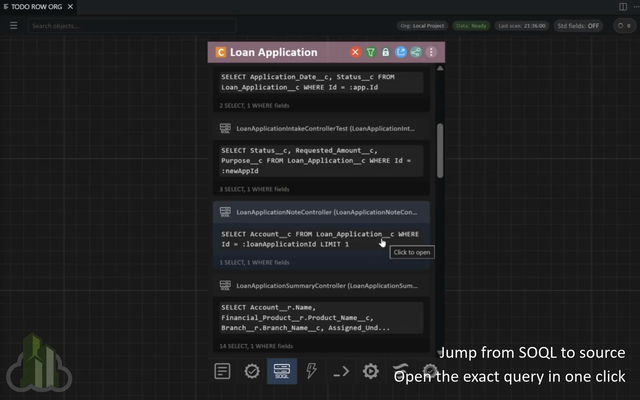 TODO ROW ORG
Search objects...
Org: Local Project
Data: Ready
Last scan: 21:36:00
Std fields: OFF
0
C Loan Application
SELECT Application_Date__c, Status__c FROM
Loan_Application__c WHERE Id = :app.Id
2 SELECT, 1 WHERE fields
LoanApplicationIntakeControllerTest (LoanApplicationInt...
SELECT Status__c, Requested_Amount__c,
Purpose__c FROM Loan_Application__c WHERE Id =
:newAppId
3 SELECT, 1 WHERE fields
LoanApplicationNoteController (LoanApplicationNoteCon...
SELECT Account__c FROM Loan_Application__c WHERE
Id = :loanApplicationId LIMIT 1
Click to open
1 SELECT, 1 WHERE fields
LoanApplicationSummaryController (LoanApplicationSum...
SELECT Account__r.Name,
Financial_Product__r.Product_Name__c,
Branch__r.Branch_Name__c, Assigned_Und...
14 SELECT, 1 WHERE fields
SOQL
Jump from SOQL to source
Open the exact query in one click